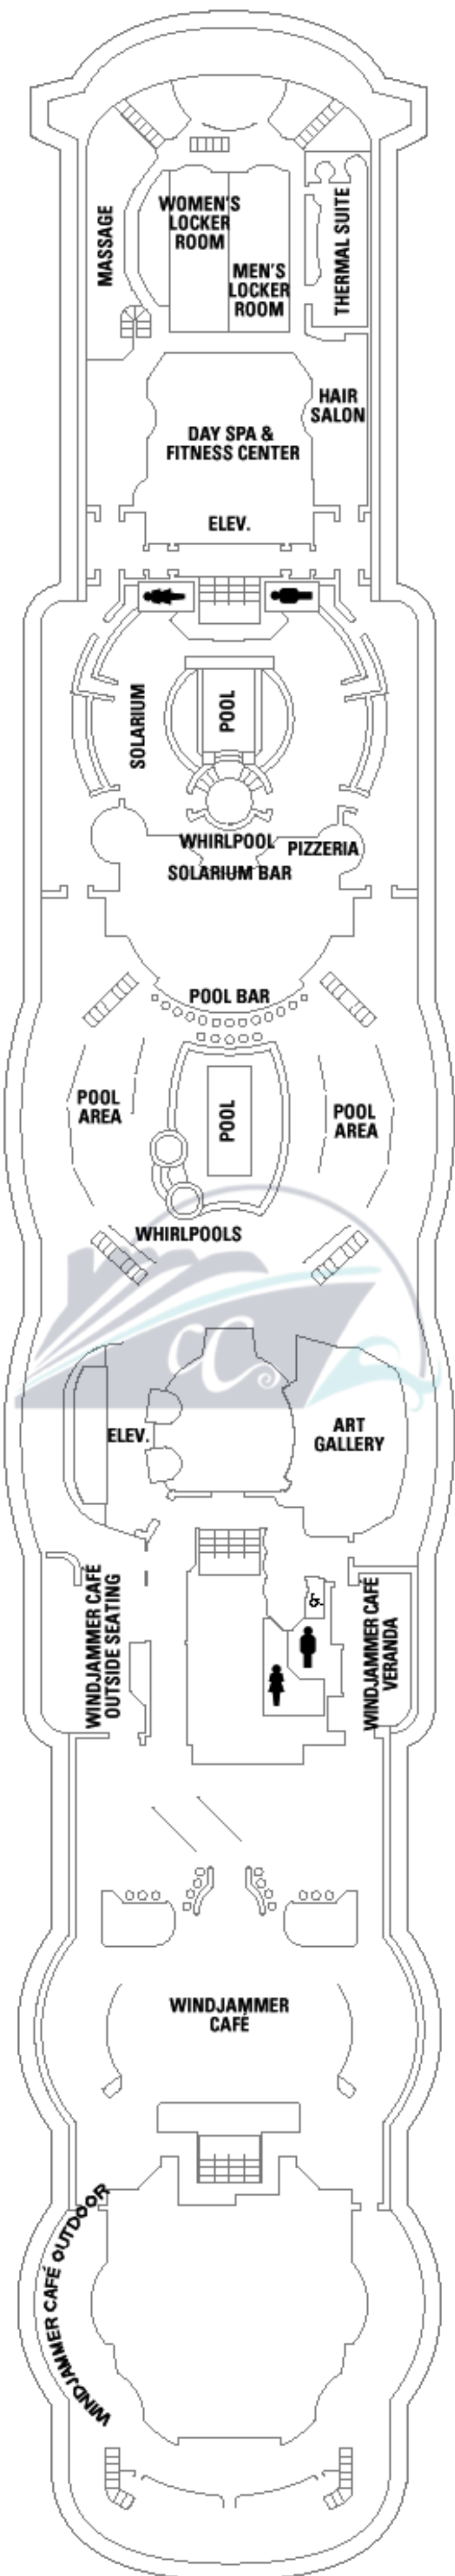 WOMEN'S
LOCKER
ROOM
MASSAGE
THERMAL SUITE
MEN'S
LOCKER
ROOM
HAIR
SALON
DAY SPA &
FITNESS CENTER
ELEV.
SOLARIUM
POOL
WHIRLPOOL
PIZZERIA
SOLARIUM BAR
POOL BAR
POOL
AREA
POOL
POOL
AREA
WHIRLPOOLS
CC
ELEV.
ART
GALLERY
WINDJAMMER CAFÉ
OUTSIDE SEATING
WINDJAMMER CAFÉ
VERANDA
WINDJAMMER
CAFÉ
WINDJAMMER CAFÉ OUTDOOR